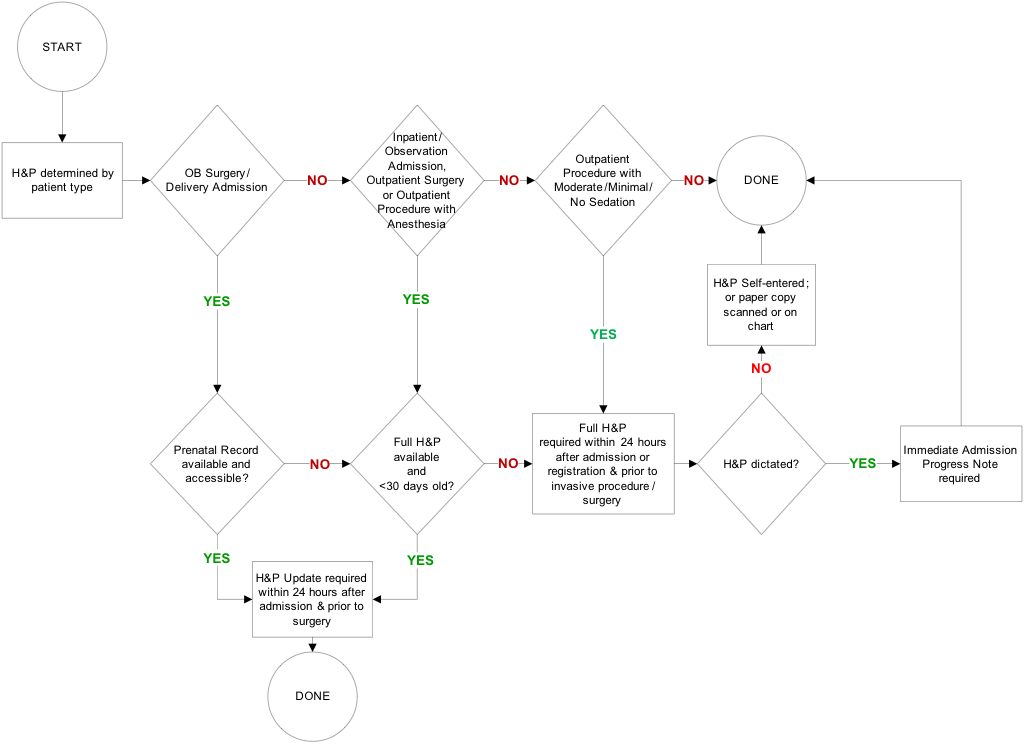 START
H&P determined by
patient type
OB Surgery/
Delivery Admission
NO
Inpatient/
Observation
Admission,
Outpatient Surgery
or Outpatient
Procedure with
Anesthesia
NO
Outpatient
Procedure with
Moderate/Minimal/
No Sedation
NO
DONE
YES
YES
YES
H&P Self-entered;
or paper copy
scanned or on
chart
NO
Prenatal Record
available and
accessible?
NO
Full H&P
available
and
<30 days old?
NO
Full H&P
required within 24 hours
after admission or
registration & prior to
invasive procedure/
surgery
H&P dictated?
YES
Immediate Admission
Progress Note
required
YES
YES
H&P Update required
within 24 hours after
admission & prior to
surgery
DONE